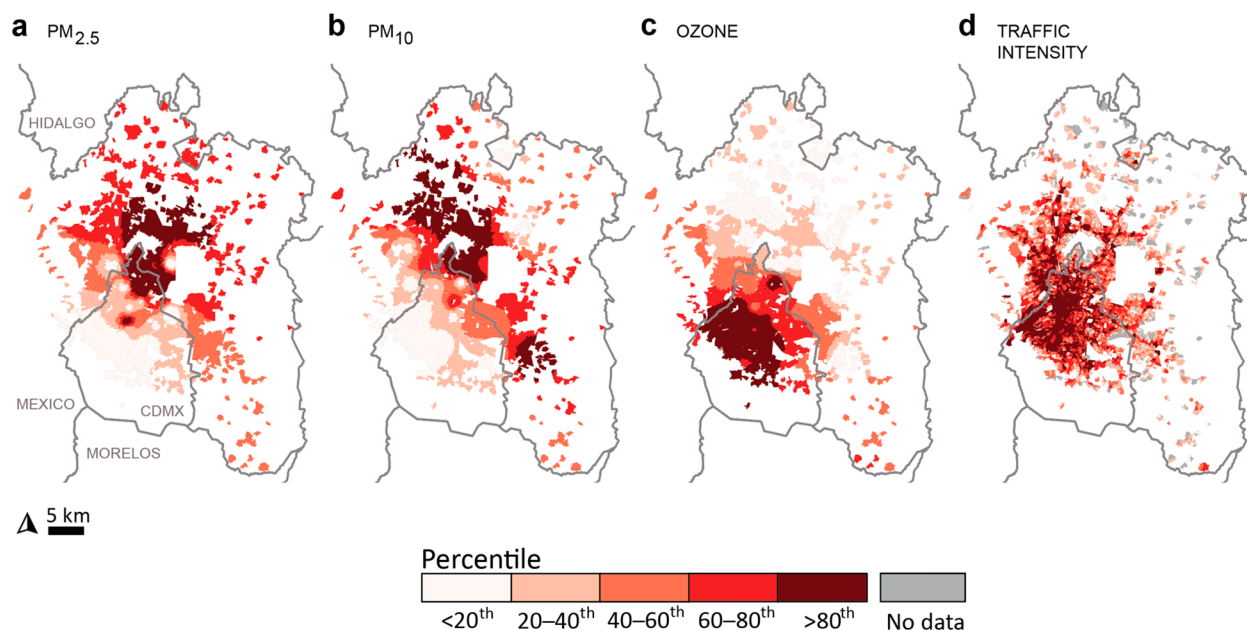 a PM2.5
b PM10
c OZONE
d TRAFFIC
INTENSITY
HIDALGO
MEXICO
CDMX
MORELOS
5 km
Percentile
<20th 20–40th 40–60th 60–80th >80th No data